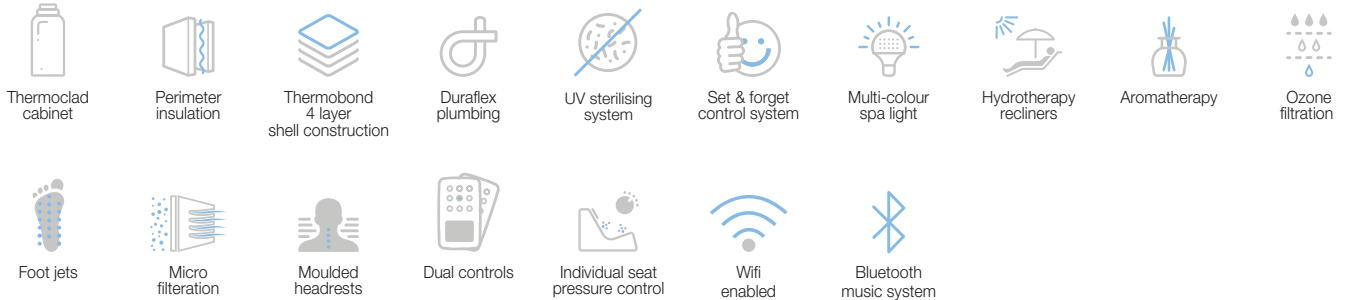 Thermoclad
cabinet
Perimeter
insulation
Thermobond
4 layer
shell construction
Duraflex
plumbing
UV sterilising
system
Set & forget
control system
Multi-colour
spa light
Hydrotherapy
recliners
Aromatherapy
Ozone
filtration
Foot jets
Micro
filteration
Moulded
headrests
Dual controls
Individual seat
pressure control
Wifi
enabled
Bluetooth
music system